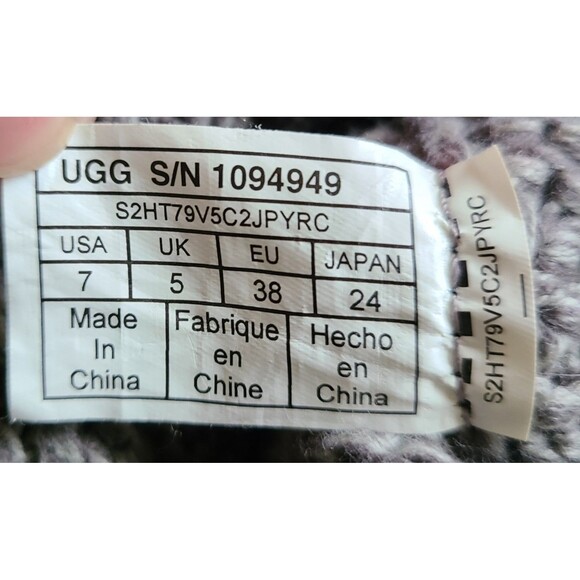 UGG S/N 1094949
S2HT79V5C2JPYRC
USA UK EU JAPAN
7 5 38 24
Made In China
Fabrique en Chine
Hecho en China
S2HT79V5C2JPYRC